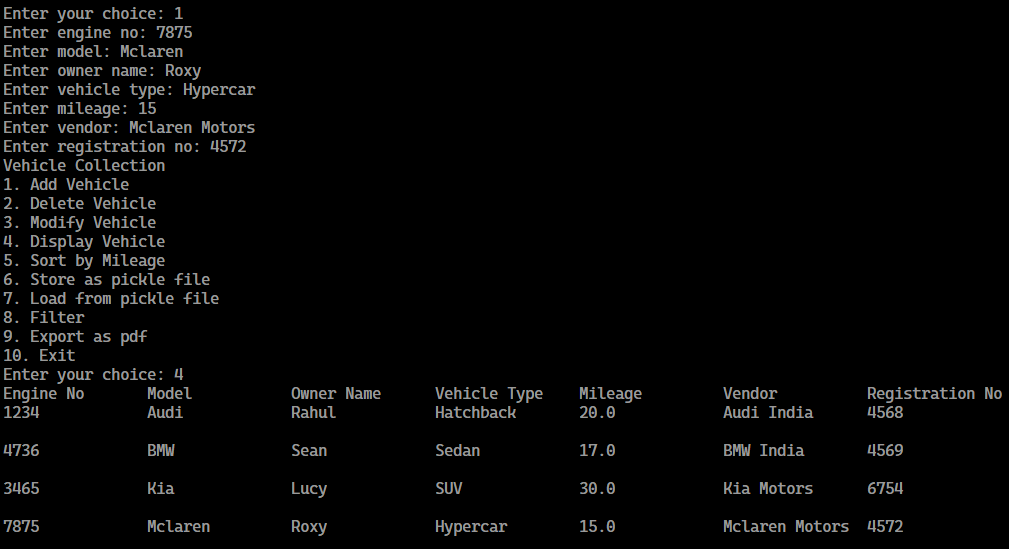 Enter your choice: 1
Enter engine no: 7875
Enter model: Mclaren
Enter owner name: Roxy
Enter vehicle type: Hypercar
Enter mileage: 15
Enter vendor: Mclaren Motors
Enter registration no: 4572
Vehicle Collection
1. Add Vehicle
2. Delete Vehicle
3. Modify Vehicle
4. Display Vehicle
5. Sort by Mileage
6. Store as pickle file
7. Load from pickle file
8. Filter
9. Export as pdf
10. Exit
Enter your choice: 4
Engine No       Model           Owner Name      Vehicle Type    Mileage         Vendor          Registration No
1234            Audi            Rahul           Hatchback       20.0            Audi India      4568
4736            BMW             Sean            Sedan           17.0            BMW India       4569
3465            Kia             Lucy            SUV             30.0            Kia Motors      6754
7875            Mclaren         Roxy            Hypercar        15.0            Mclaren Motors  4572